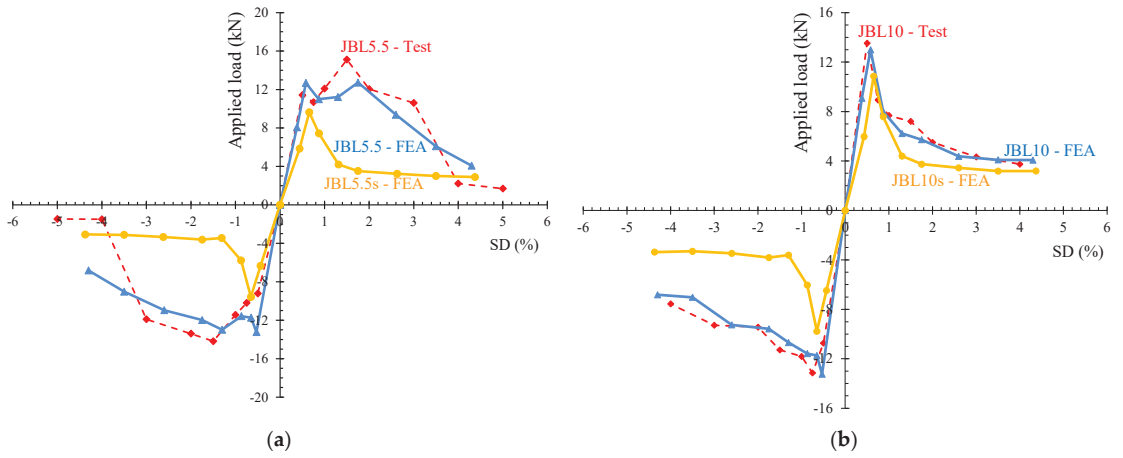 Applied load (kN)
20
16
12
8
4
0
-4
-8
-12
-16
-20
-6 -5 -4 -3 -2 -1 0 1 2 3 4 5 6
SD (%)
JBL5.5 - Test
JBL5.5 - FEA
JBL5.5s - FEA
(a)
Applied load (kN)
16
12
8
4
0
-4
-8
-12
-16
-6 -5 -4 -3 -2 -1 0 1 2 3 4 5 6
SD (%)
JBL10 - Test
JBL10 - FEA
JBL10s - FEA
(b)